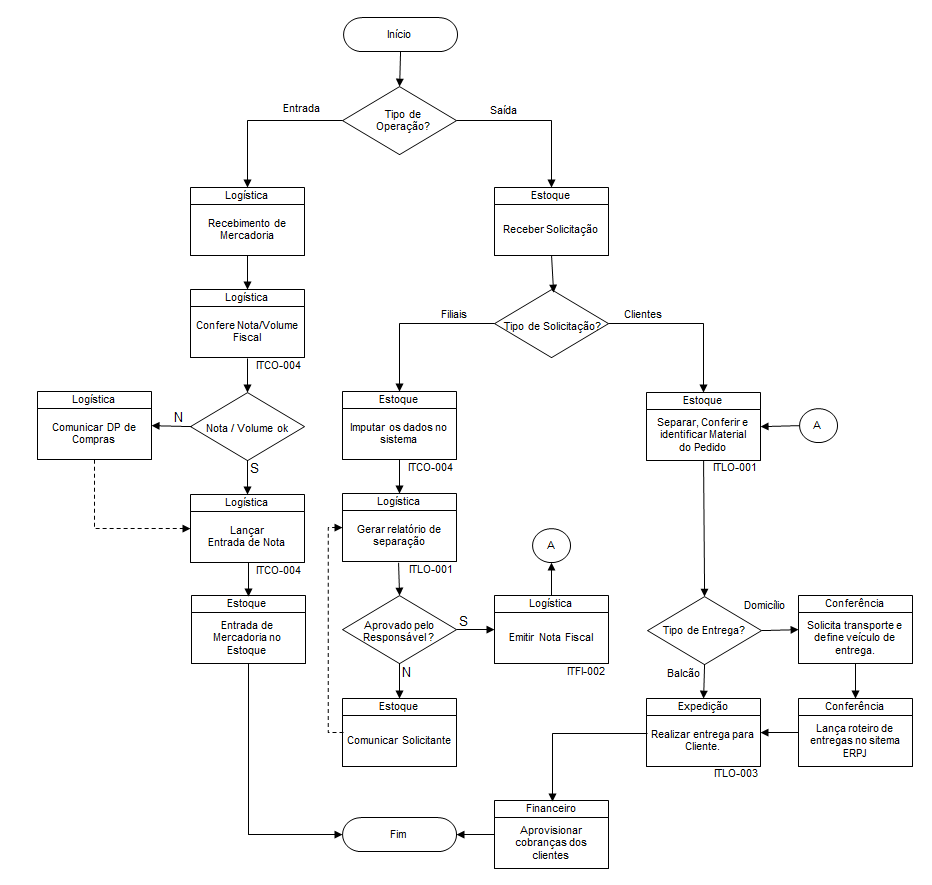 Início
Tipo de
Operação?
Entrada
Saída
Logística
Recebimento de
Mercadoria
Estoque
Receber Solicitação
Logística
Confere Nota/Volume
Fiscal
ITCO-004
Tipo de Solicitação?
Filiais
Clientes
Logística
Comunicar DP de
Compras
N
Nota / Volume ok
S
Estoque
Imputar os dados no
sistema
ITCO-004
Estoque
Separar, Conferir e
identificar Material
do Pedido
ITLO-001
A
Logística
Lançar
Entrada de Nota
ITCO-004
Logística
Gerar relatório de
separação
ITLO-001
A
Estoque
Entrada de
Mercadoria no
Estoque
Aprovado pelo
Responsável?
S
N
Logística
Emitir Nota Fiscal
ITFI-002
Tipo de Entrega?
Domicílio
Balcão
Conferência
Solicita transporte e
define veículo de
entrega.
Estoque
Comunicar Solicitante
Expedição
Realizar entrega para
Cliente.
ITLO-003
Conferência
Lança roteiro de
entregas no sitema
ERPJ
Fim
Financeiro
Aprovisionar
cobranças dos
clientes